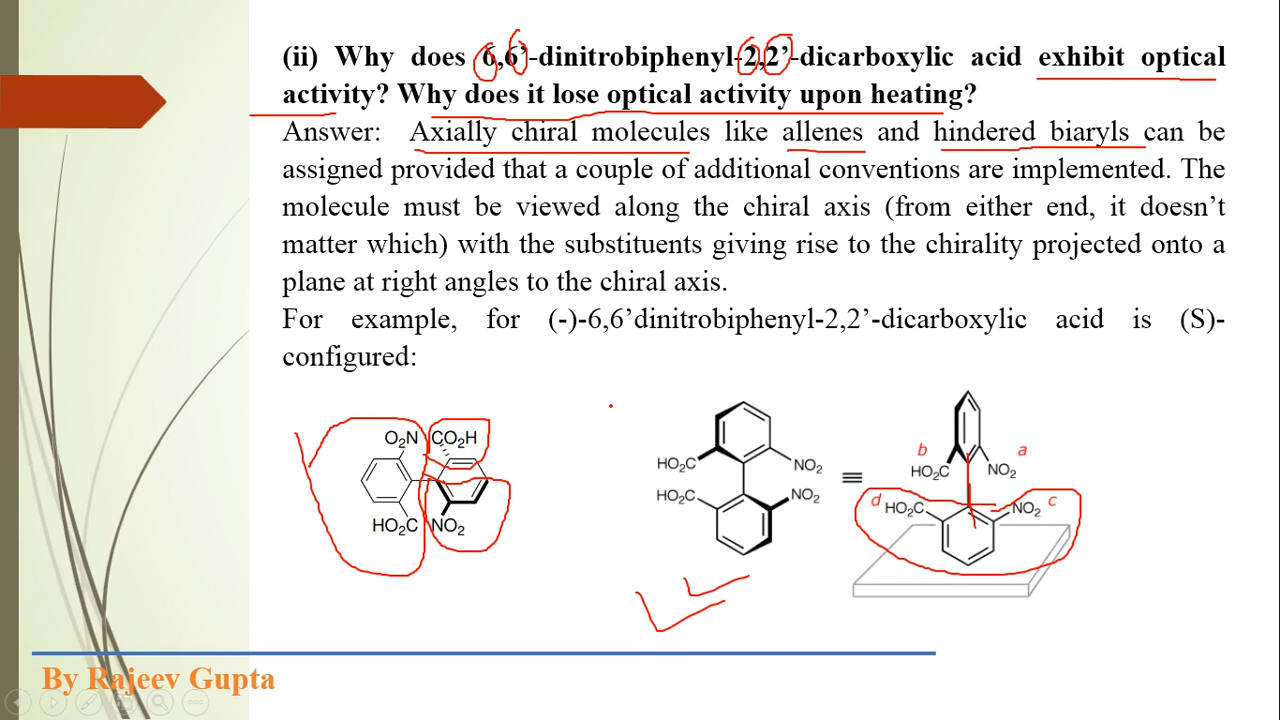 (ii) Why does 6,6’-dinitrobiphenyl-2,2’-dicarboxylic acid exhibit optical
activity? Why does it lose optical activity upon heating?
Answer: Axially chiral molecules like allenes and hindered biaryls can be
assigned provided that a couple of additional conventions are implemented. The
molecule must be viewed along the chiral axis (from either end, it doesn’t
matter which) with the substituents giving rise to the chirality projected onto a
plane at right angles to the chiral axis.
For example, for (-)-6,6’dinitrobiphenyl-2,2’-dicarboxylic acid is (S)-
configured:
O₂N CO₂H
HO₂C NO₂
HO₂C NO₂
HO₂C NO₂
≡
b a
HO₂C NO₂
d HO₂C NO₂ c
By Rajeev Gupta